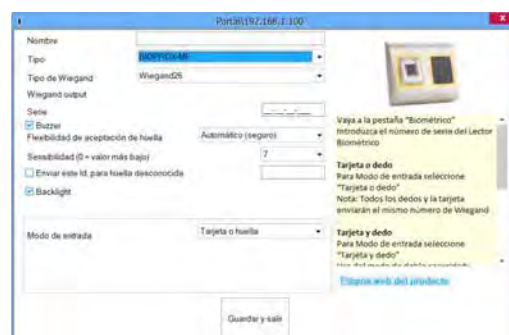 Portal\192.168.1.100
Nombre
Tipo BIOPROX-MF
Tipo de Wiegand Wiegand26
Wiegand output
Serie
Buzzer
Flexibilidad de aceptación de huella Automático (seguro)
Sensibilidad (0 = valor más bajo) 7
Enviar este Id. para huella desconocida
Backlight
Modo de entrada Tarjeta o huella
Guardar y salir
Vaya a la pestaña "Biométrico"
Introduzca el número de serie del Lector
Biométrico
Tarjeta o dedo
Para Modo de entrada seleccione
"Tarjeta o dedo"
Nota: Todos los dedos y la tarjeta
enviarán el mismo número de Wiegand
Tarjeta y dedo
Para Modo de entrada seleccione
"Tarjeta y dedo"
Página web del producto